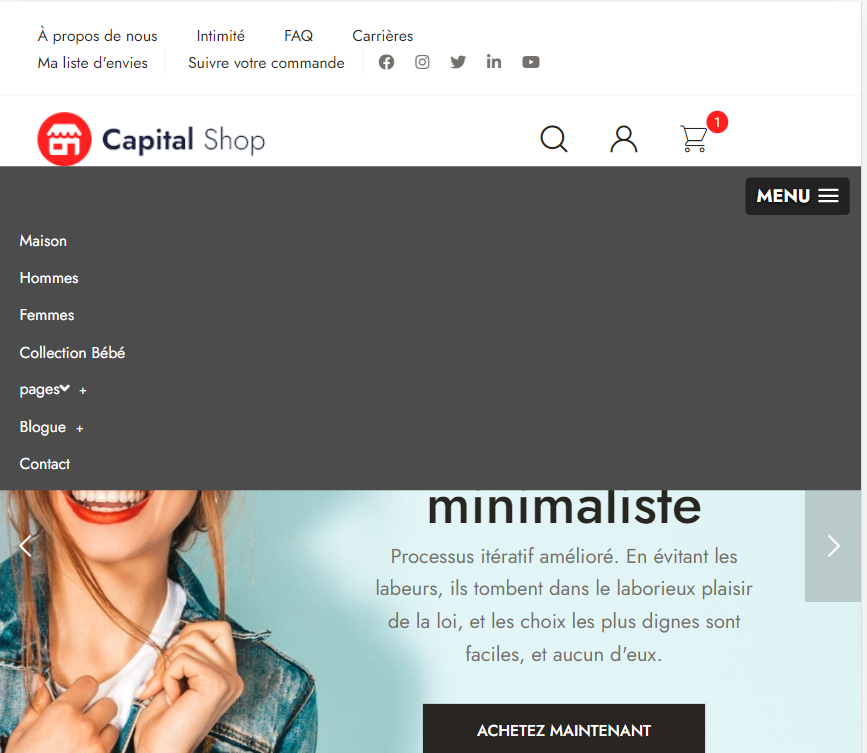 À propos de nous Intimité FAQ Carrières
Ma liste d'envies Suivre votre commande
Capital Shop
1
MENU
Maison
Hommes
Femmes
Collection Bébé
pages +
Blogue +
Contact
minimaliste
Processus itératif amélioré. En évitant les
labeurs, ils tombent dans le laborieux plaisir
de la loi, et les choix les plus dignes sont
faciles, et aucun d'eux.
ACHETEZ MAINTENANT